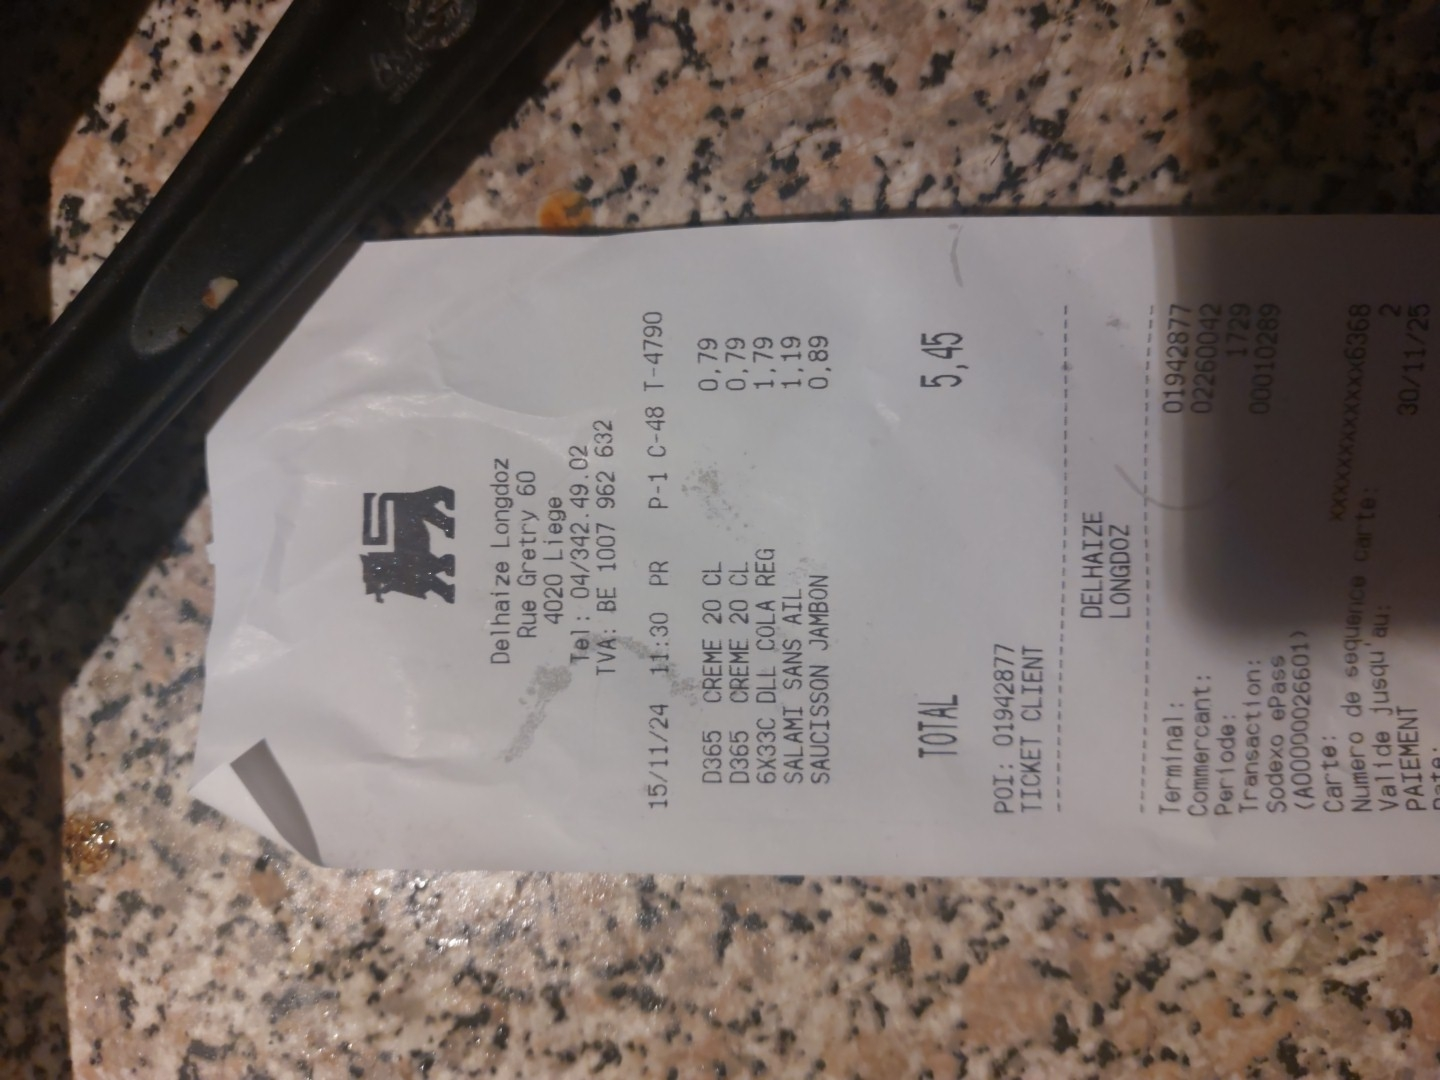 Delhaize Longdoz
Rue Gretry 60
4020 Liege
Tel: 04/342.49.02
TVA: BE 1007 962 632
15/11/24 11:30 PR P-1 C-48 T-4790
D365 CREME 20 CL 0,79
D365 CREME 20 CL 0,79
6X33C DLL COLA REG 1,79
SALAMI SANS AIL 1,19
SAUCISSON JAMBON 0,89
TOTAL 5,45
POI: 01942877
TICKET CLIENT
DELHAIZE
LONGDOZ
Terminal: 01942877
Commercant: 02260042
Periode: 1729
Transaction: 00010289
Sodexo ePass
(A0000026601)
Carte: xxxxxxxxxxxxxxx6368
Numero de sequence carte: 2
Valide jusqu'au: 30/11/25
PAIEMENT